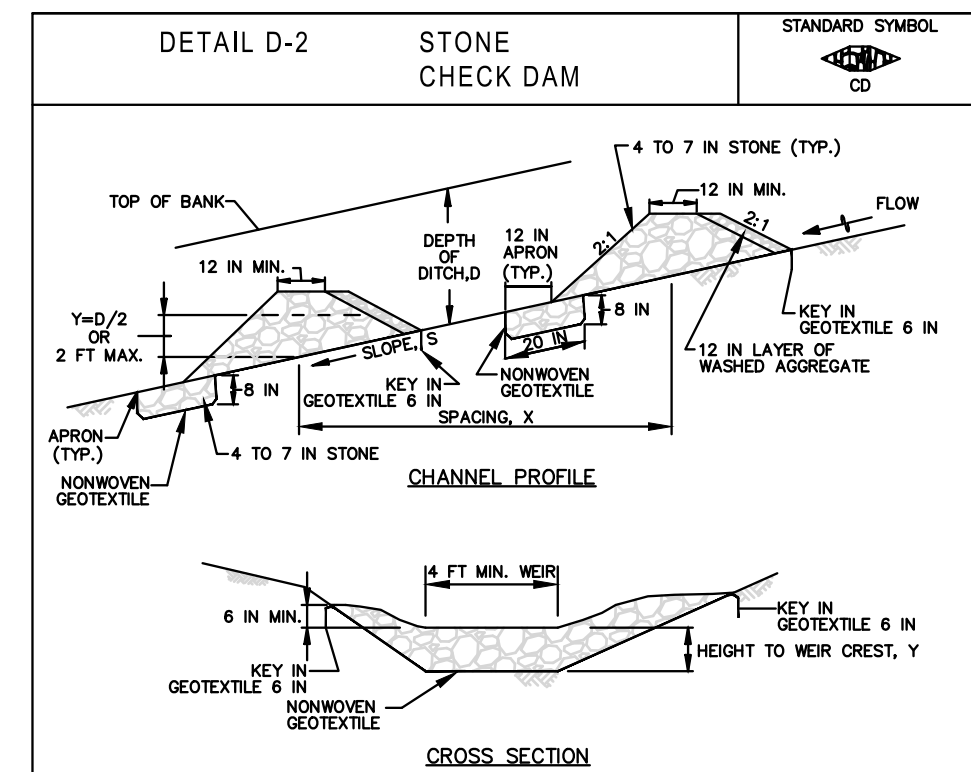 DETAIL D-2 STONE
CHECK DAM
STANDARD SYMBOL
CD
4 TO 7 IN STONE (TYP.)
TOP OF BANK
12 IN MIN.
FLOW
2:1
2:1
DEPTH
OF
DITCH,D
12 IN
APRON
(TYP.)
12 IN MIN.
Y=D/2
OR
2 FT MAX.
8 IN
KEY IN
GEOTEXTILE 6 IN
20 IN
SLOPE, S
12 IN LAYER OF
WASHED AGGREGATE
8 IN
KEY IN
GEOTEXTILE 6 IN
NONWOVEN
GEOTEXTILE
SPACING, X
APRON
(TYP.)
4 TO 7 IN STONE
NONWOVEN
GEOTEXTILE
CHANNEL PROFILE
4 FT MIN. WEIR
6 IN MIN.
KEY IN
GEOTEXTILE 6 IN
HEIGHT TO WEIR CREST, Y
KEY IN
GEOTEXTILE 6 IN
NONWOVEN
GEOTEXTILE
CROSS SECTION